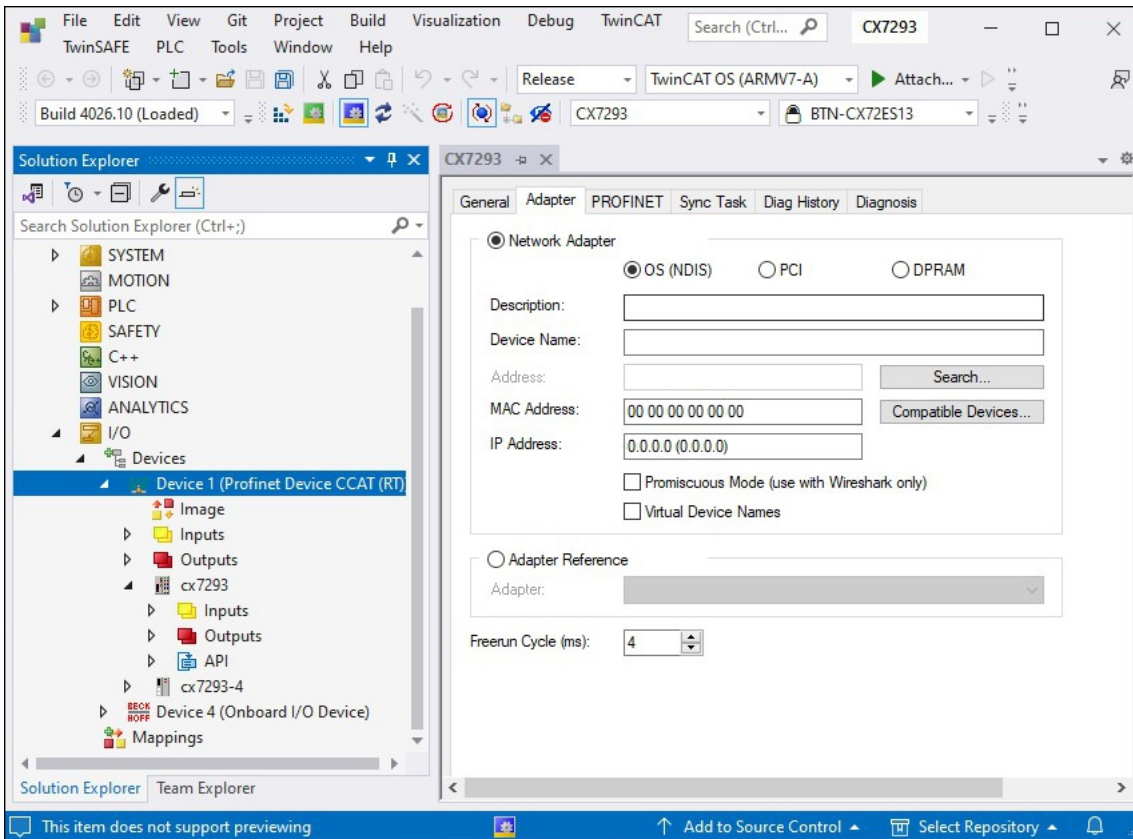 File Edit View Git Project Build Visualization Debug TwinCAT Search (Ctrl... CX7293
TwinSAFE PLC Tools Window Help
Release TwinCAT OS (ARMV7-A) Attach...
Build 4026.10 (Loaded) CX7293 BTN-CX72ES13
Solution Explorer
Search Solution Explorer (Ctrl+;)
SYSTEM
MOTION
PLC
SAFETY
C++
VISION
ANALYTICS
I/O
Devices
Device 1 (Profinet Device CCAT (RT)
Image
Inputs
Outputs
cx7293
Inputs
Outputs
API
cx7293-4
BECK
HOFF
Device 4 (Onboard I/O Device)
Mappings
Solution Explorer Team Explorer
CX7293
General Adapter PROFINET Sync Task Diag History Diagnosis
Network Adapter
OS (NDIS) PCI DPRAM
Description:
Device Name:
Address: Search...
MAC Address: 00 00 00 00 00 00 Compatible Devices...
IP Address: 0.0.0.0 (0.0.0.0)
Promiscuous Mode (use with Wireshark only)
Virtual Device Names
Adapter Reference
Adapter:
Freerun Cycle (ms): 4
This item does not support previewing Add to Source Control Select Repository